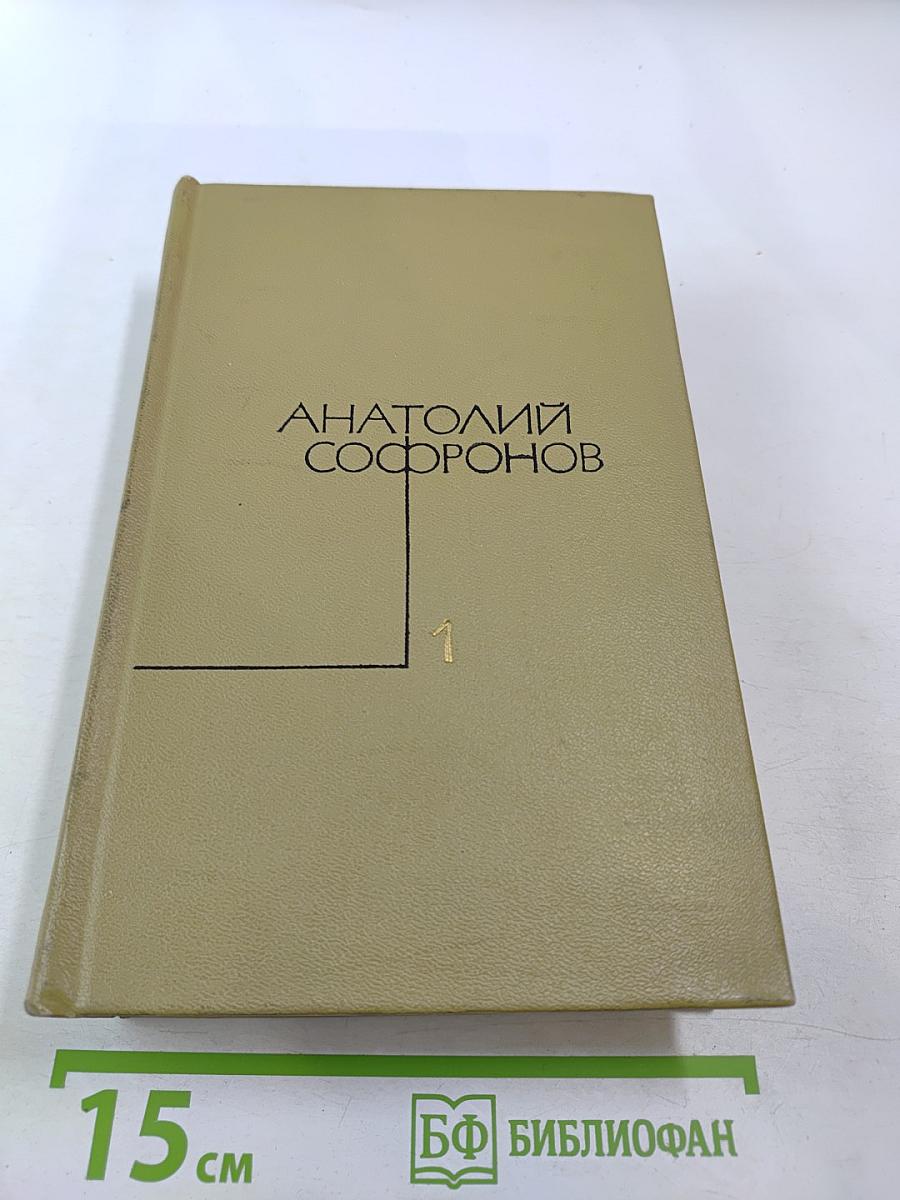 АНАТОЛИЙ
СОФРОНОВ
1
15 см
БФ БИБЛИОФАН